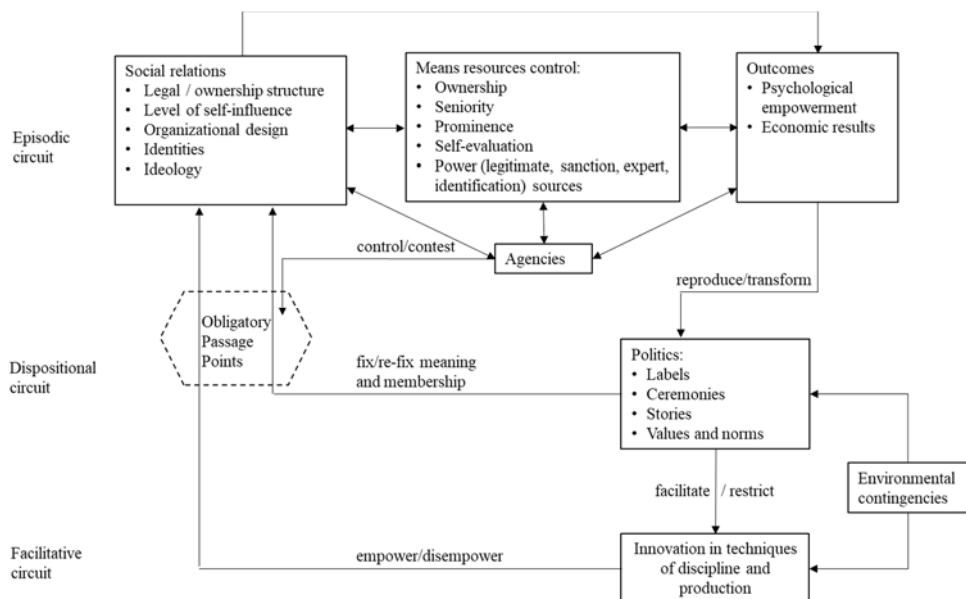 Social relations
• Legal / ownership structure
• Level of self-influence
• Organizational design
• Identities
• Ideology
Means resources control:
• Ownership
• Seniority
• Prominence
• Self-evaluation
• Power (legitimate, sanction, expert,
identification) sources
Outcomes
• Psychological
empowerment
• Economic results
Episodic
circuit
control/contest
Agencies
reproduce/transform
Obligatory
Passage
Points
Dispositional
circuit
fix/re-fix meaning
and membership
Politics:
• Labels
• Ceremonies
• Stories
• Values and norms
facilitate / restrict
Environmental
contingencies
Facilitative
circuit
empower/disempower
Innovation in techniques
of discipline and
production